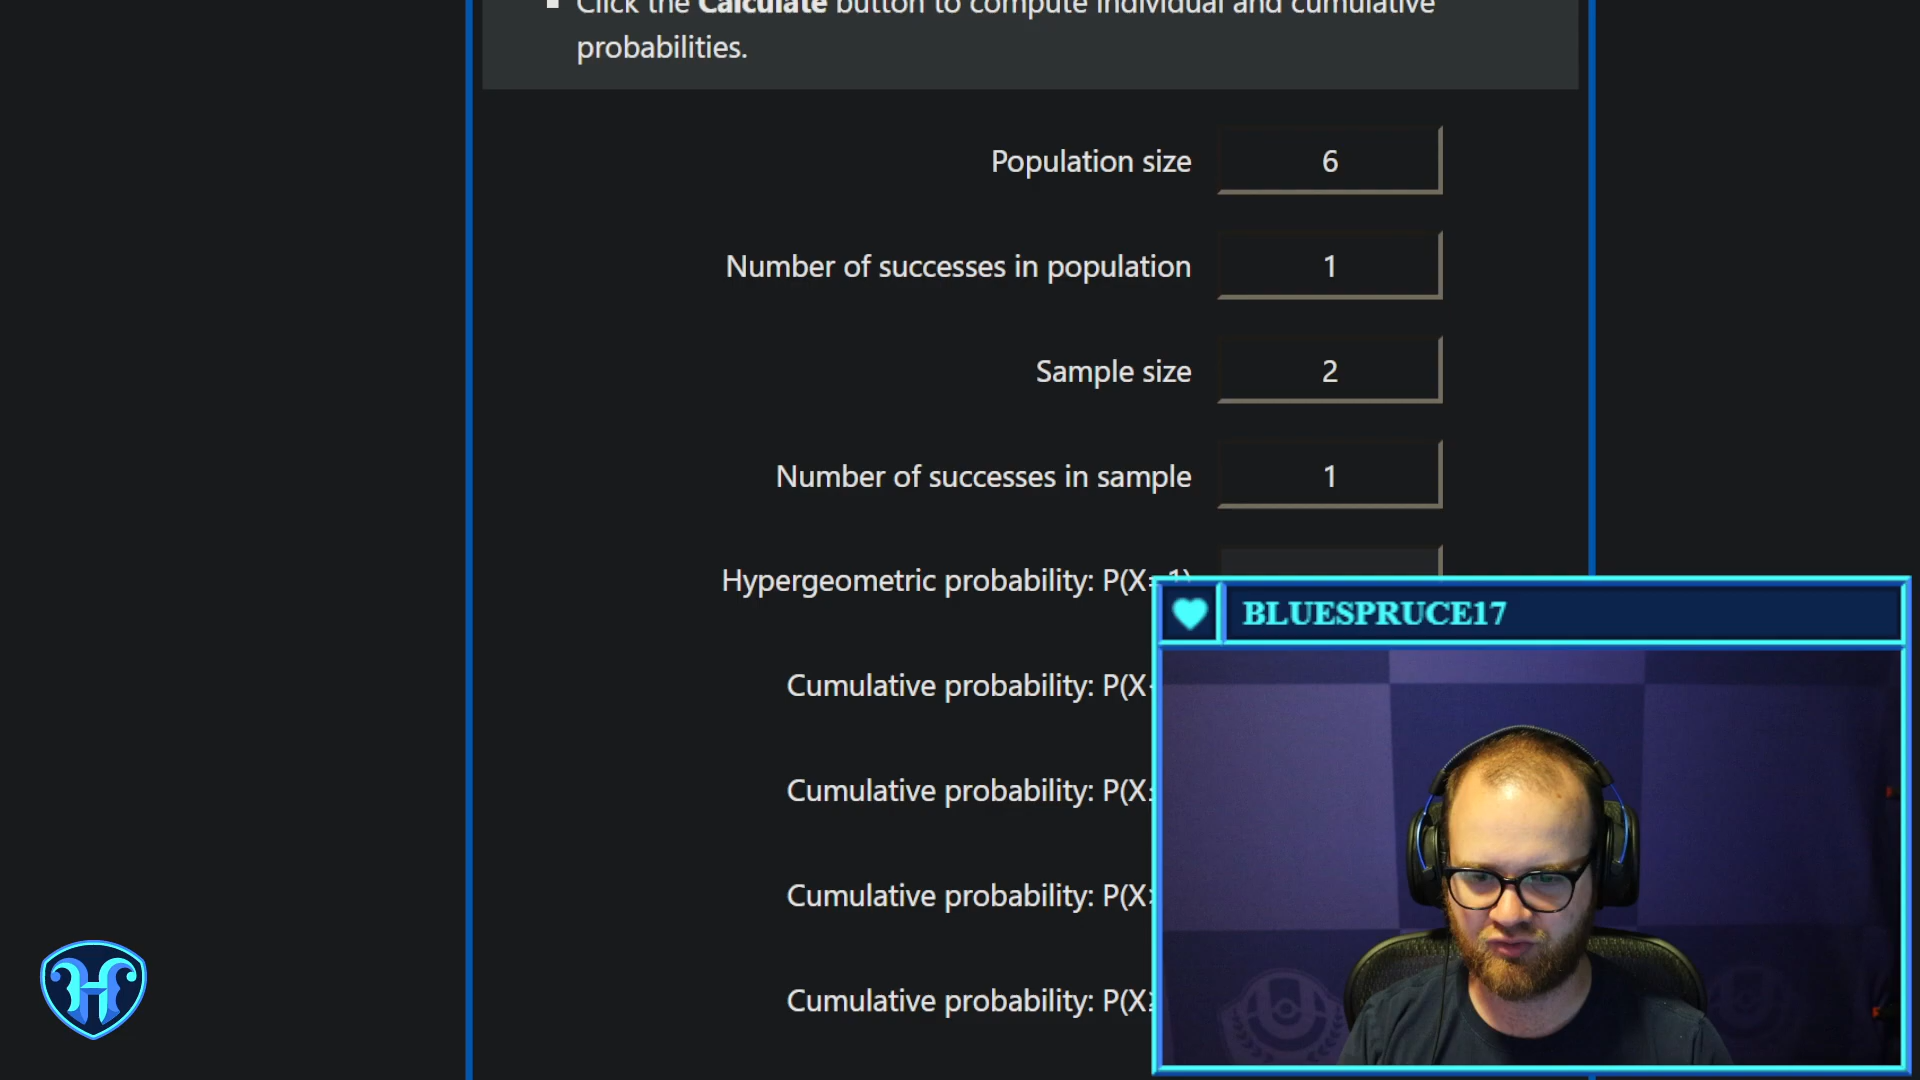 Click the Calculate button to compute individual and cumulative
probabilities.
Population size 6
Number of successes in population 1
Sample size 2
Number of successes in sample 1
Hypergeometric probability: P(X= 1)
BLUESPRUCE17
Cumulative probability: P(X
Cumulative probability: P(X
Cumulative probability: P(X
Cumulative probability: P(X